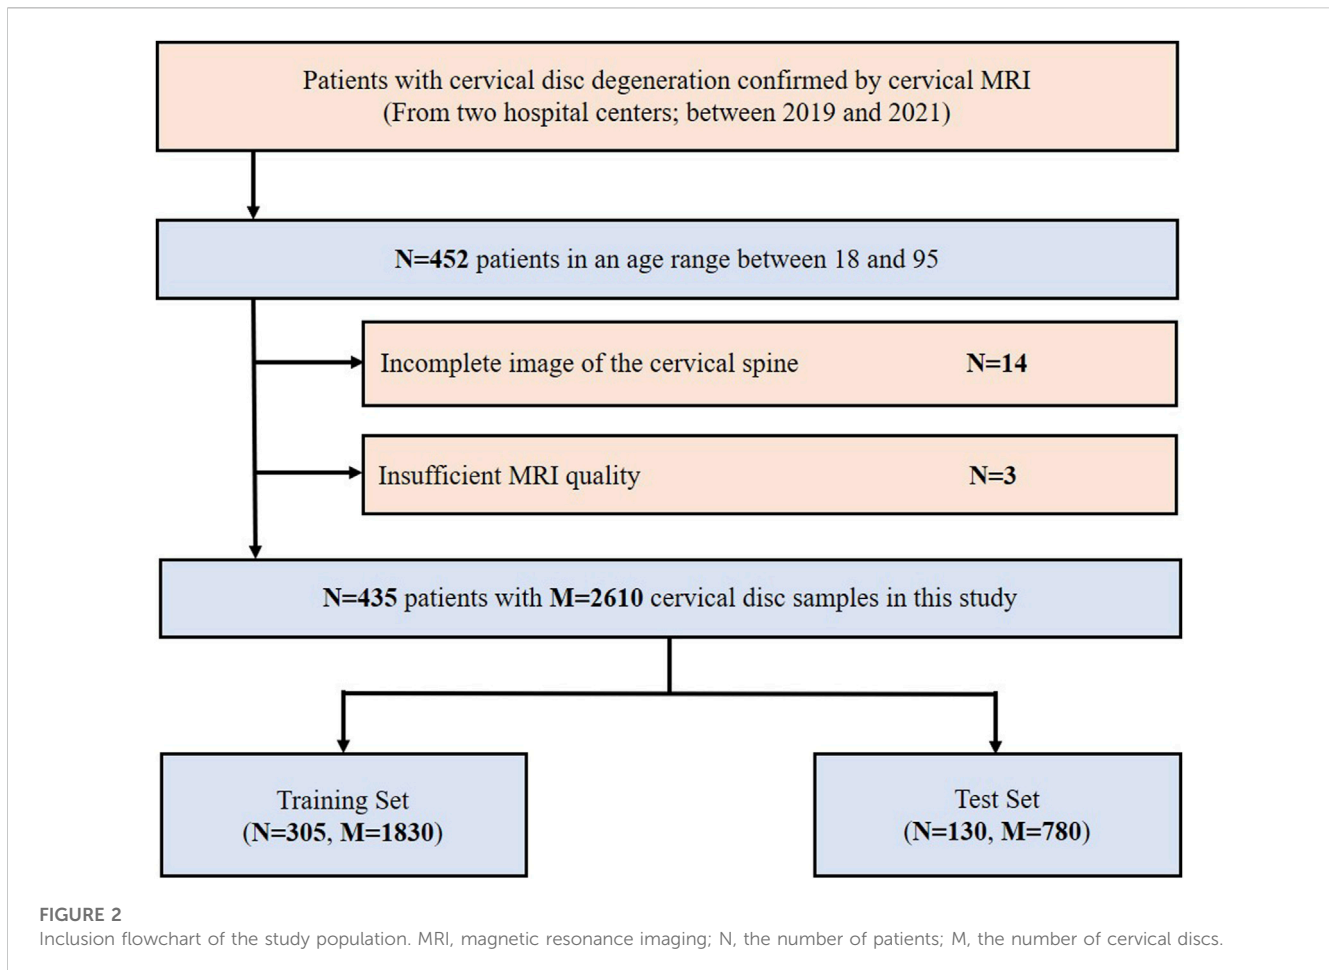 Patients with cervical disc degeneration confirmed by cervical MRI
(From two hospital centers; between 2019 and 2021)
N=452 patients in an age range between 18 and 95
Incomplete image of the cervical spine N=14
Insufficient MRI quality N=3
N=435 patients with M=2610 cervical disc samples in this study
Training Set
(N=305, M=1830)
Test Set
(N=130, M=780)
FIGURE 2
Inclusion flowchart of the study population. MRI, magnetic resonance imaging; N, the number of patients; M, the number of cervical discs.